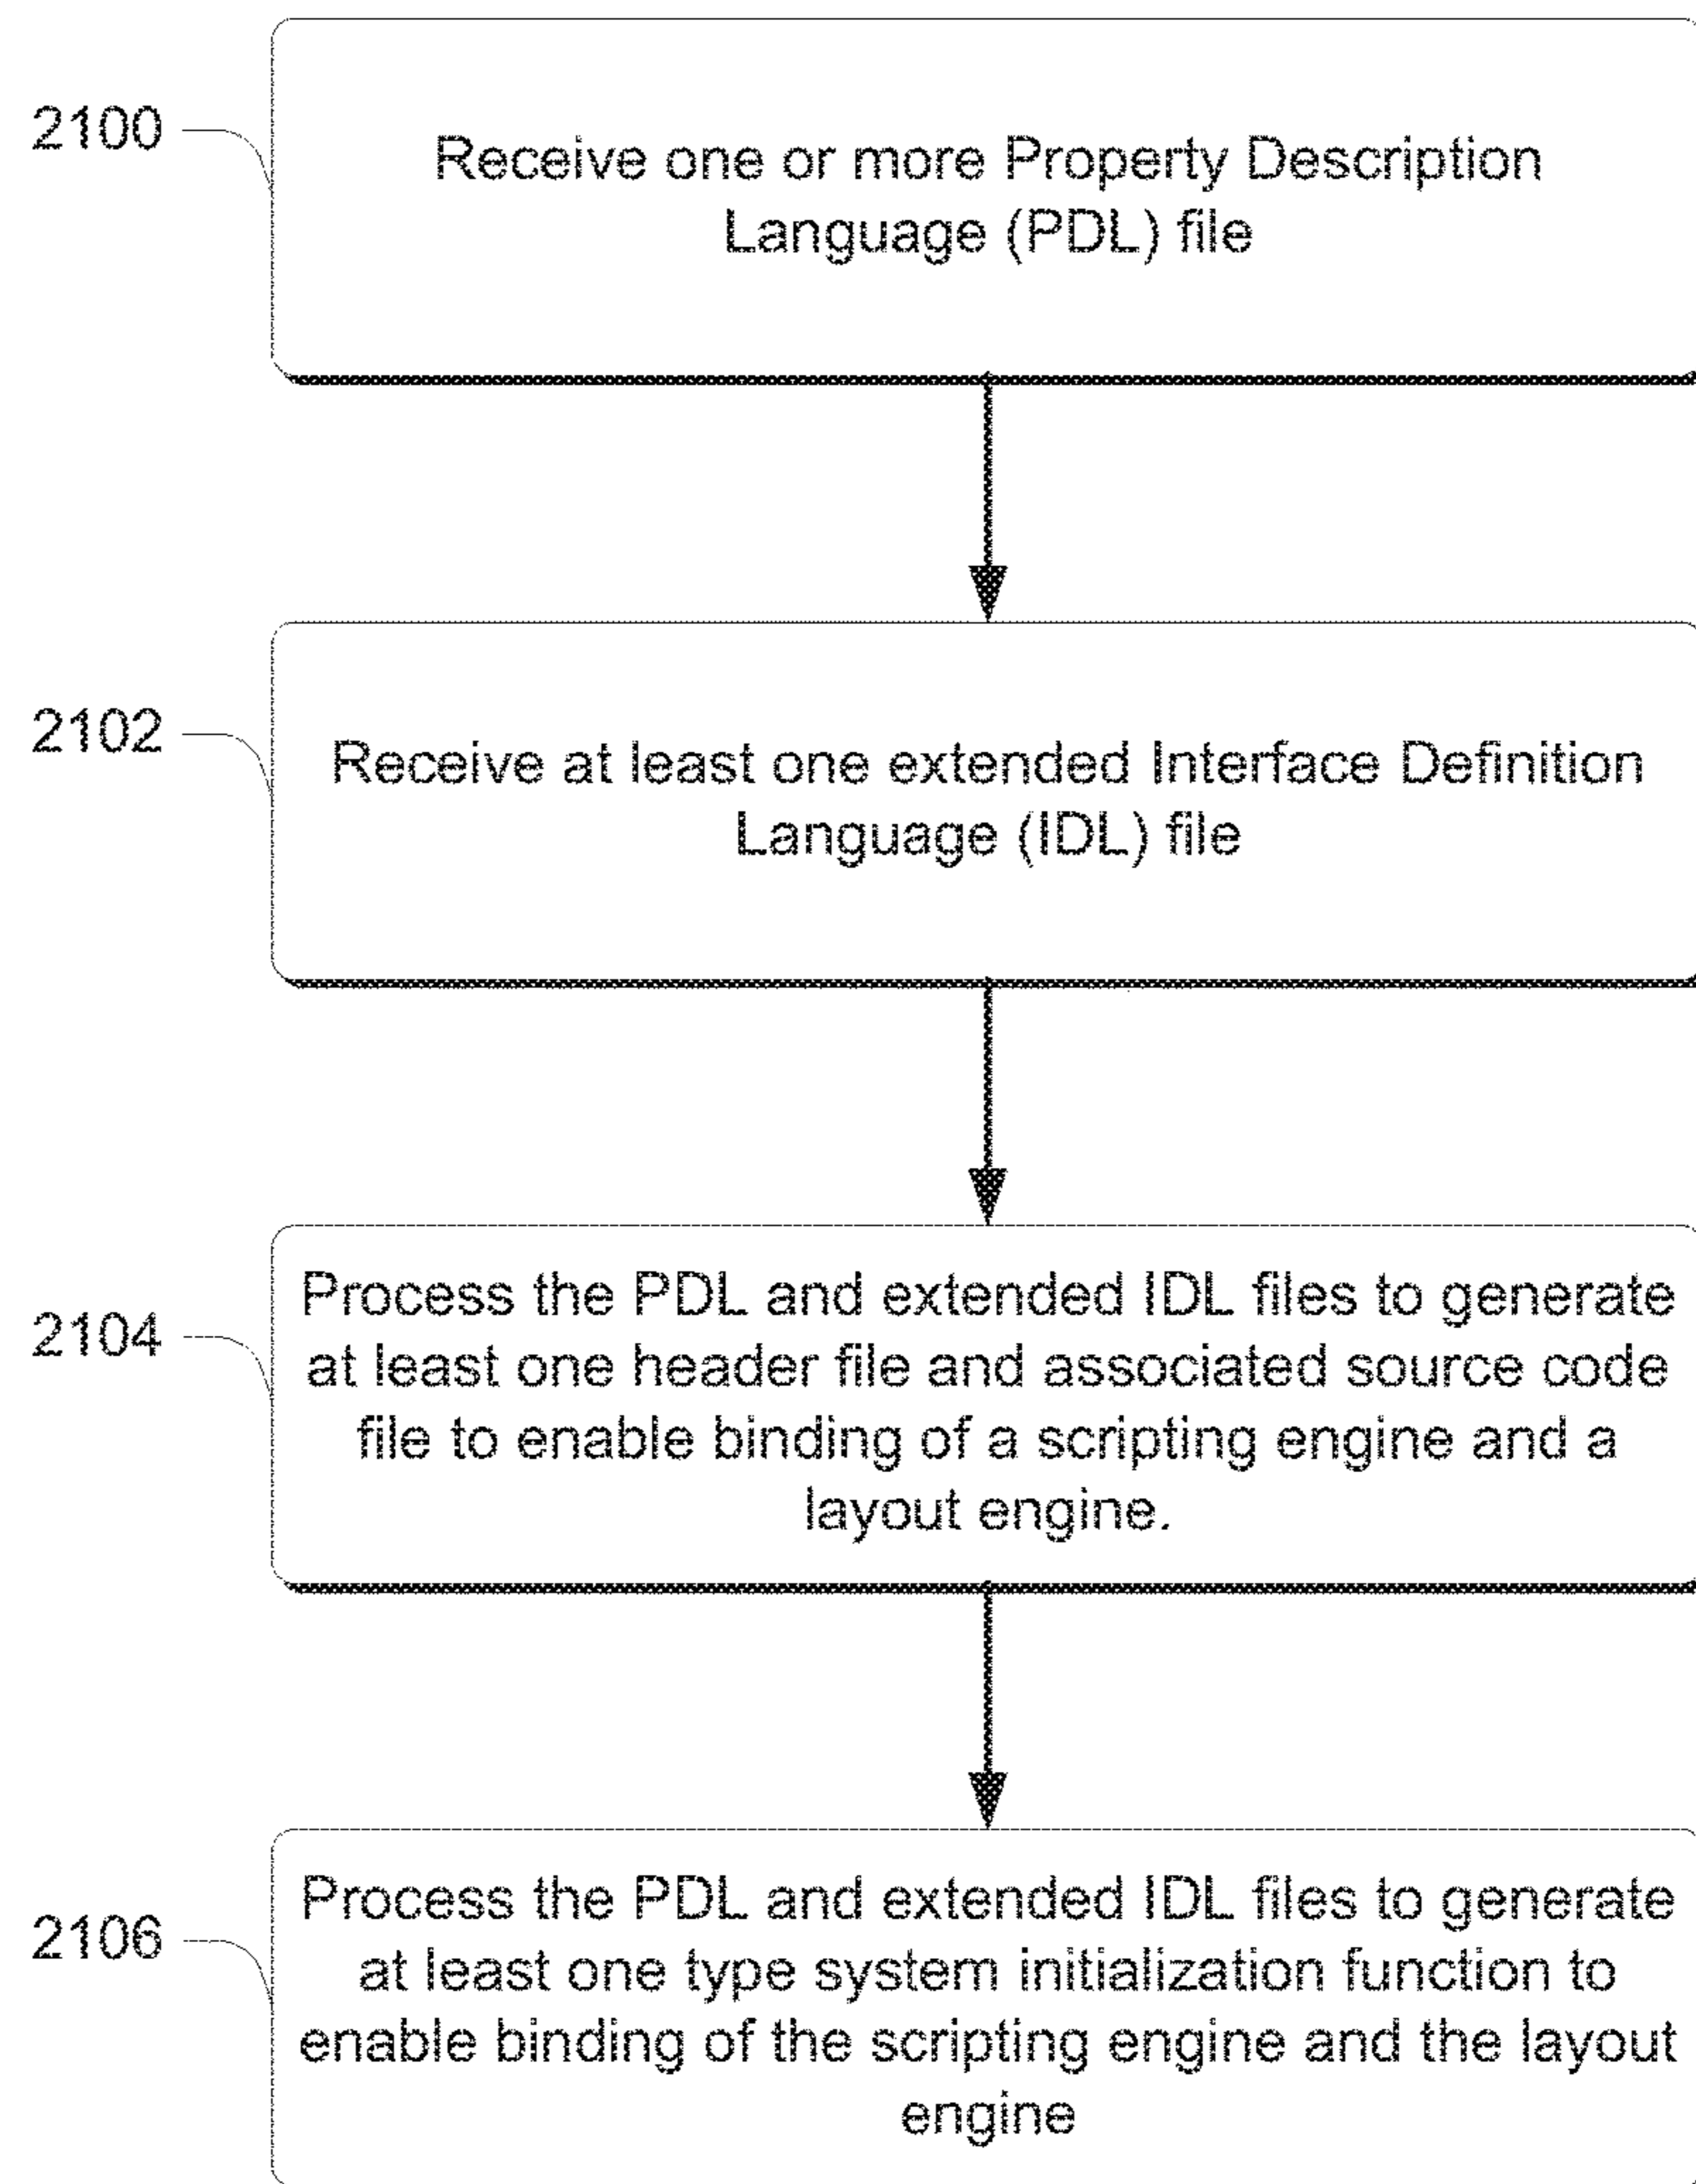 2100
Receive one or more Property Description
Language (PDL) file
2102
Receive at least one extended Interface Definition
Language (IDL) file
2104
Process the PDL and extended IDL files to generate
at least one header file and associated source code
file to enable binding of a scripting engine and a
layout engine.
2106
Process the PDL and extended IDL files to generate
at least one type system initialization function to
enable binding of the scripting engine and the layout
engine